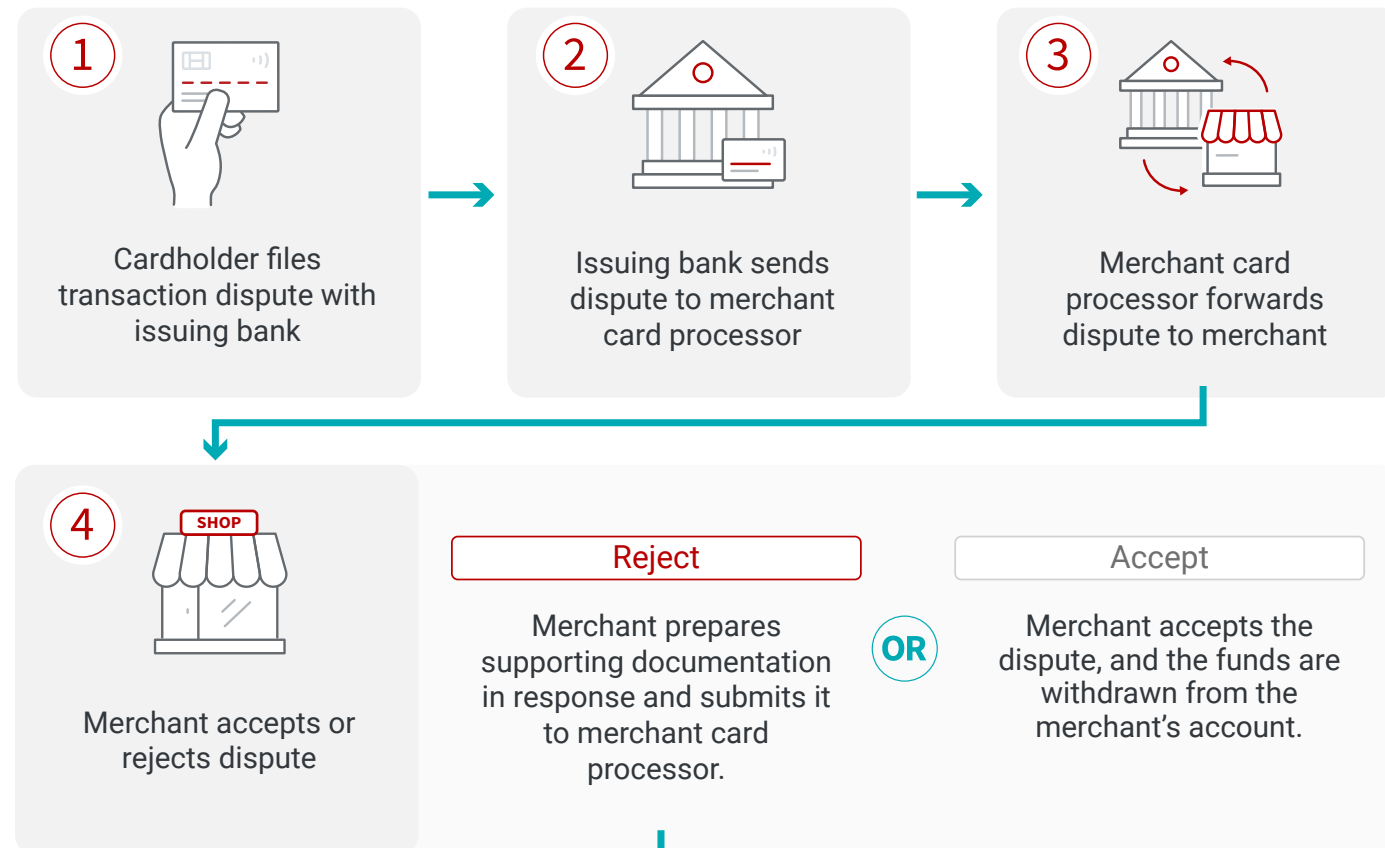 1
Cardholder files
transaction dispute with
issuing bank
2
Issuing bank sends
dispute to merchant
card processor
3
Merchant card
processor forwards
dispute to merchant
4
SHOP
Merchant accepts or
rejects dispute
Reject
Merchant prepares
supporting documentation
in response and submits it
to merchant card
processor.
OR
Accept
Merchant accepts the
dispute, and the funds are
withdrawn from the
merchant’s account.